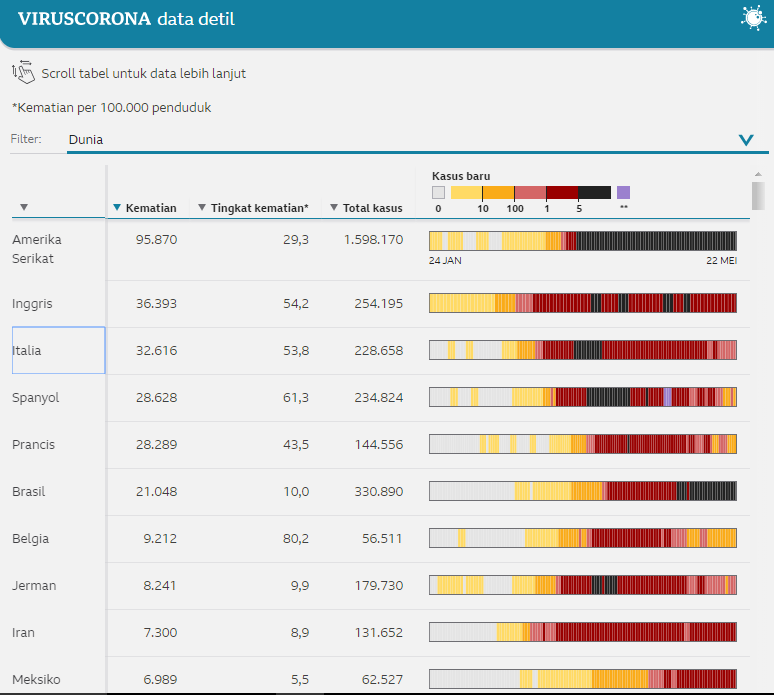 VIRUSCORONA data detil
Scroll tabel untuk data lebih lanjut
*Kematian per 100.000 penduduk
Filter: Dunia
Kasus baru
0 10 100 1 5 **
Kematian Tingkat kematian* Total kasus
Amerika Serikat 95.870 29,3 1.598.170
24 JAN 22 MEI
Inggris 36.393 54,2 254.195
Italia 32.616 53,8 228.658
Spanyol 28.628 61,3 234.824
Prancis 28.289 43,5 144.556
Brasil 21.048 10,0 330.890
Belgia 9.212 80,2 56.511
Jerman 8.241 9,9 179.730
Iran 7.300 8,9 131.652
Meksiko 6.989 5,5 62.527